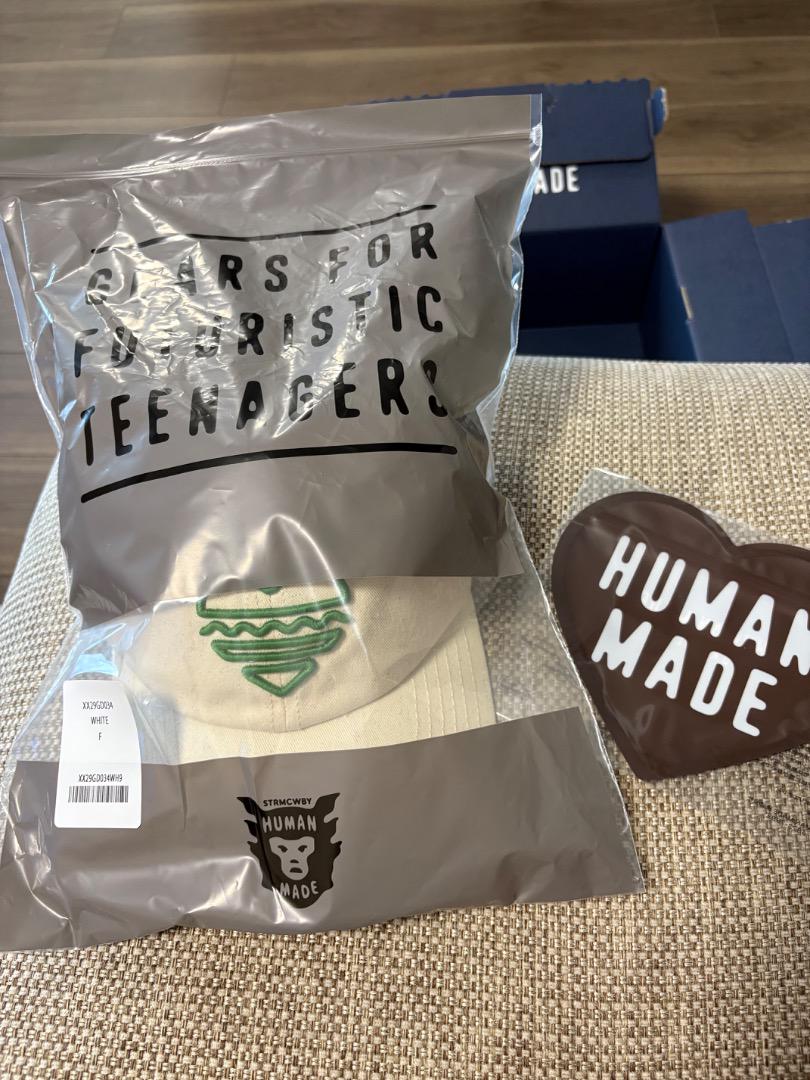 ADE
GEARS FOR
FUTURISTIC
TEENAGERS
HUMAN
MADE
XX29GD034
WHITE
F
XX29GD034WH9
STRMCWBY
HUMAN
MADE